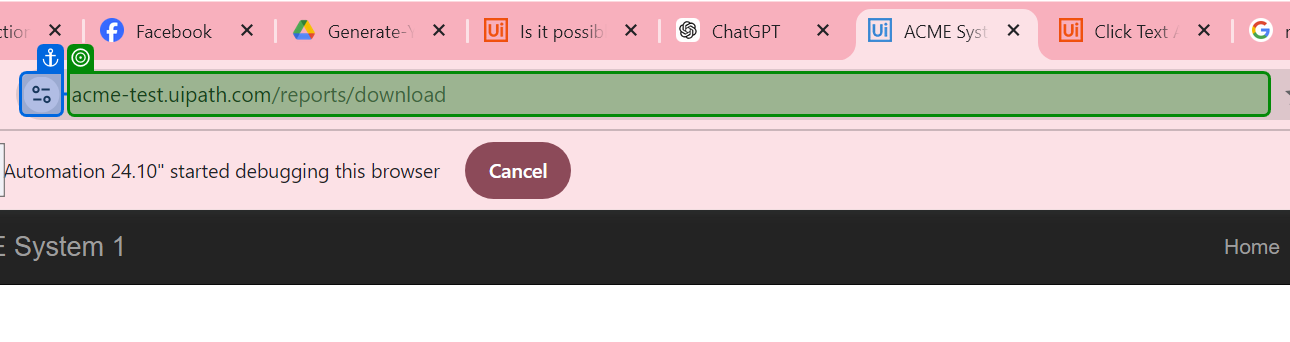 Facebook Generate- Is it possib ChatGPT ACME Syst Click Text
acme-test.uipath.com/reports/download
Automation 24.10" started debugging this browser Cancel
System 1 Home